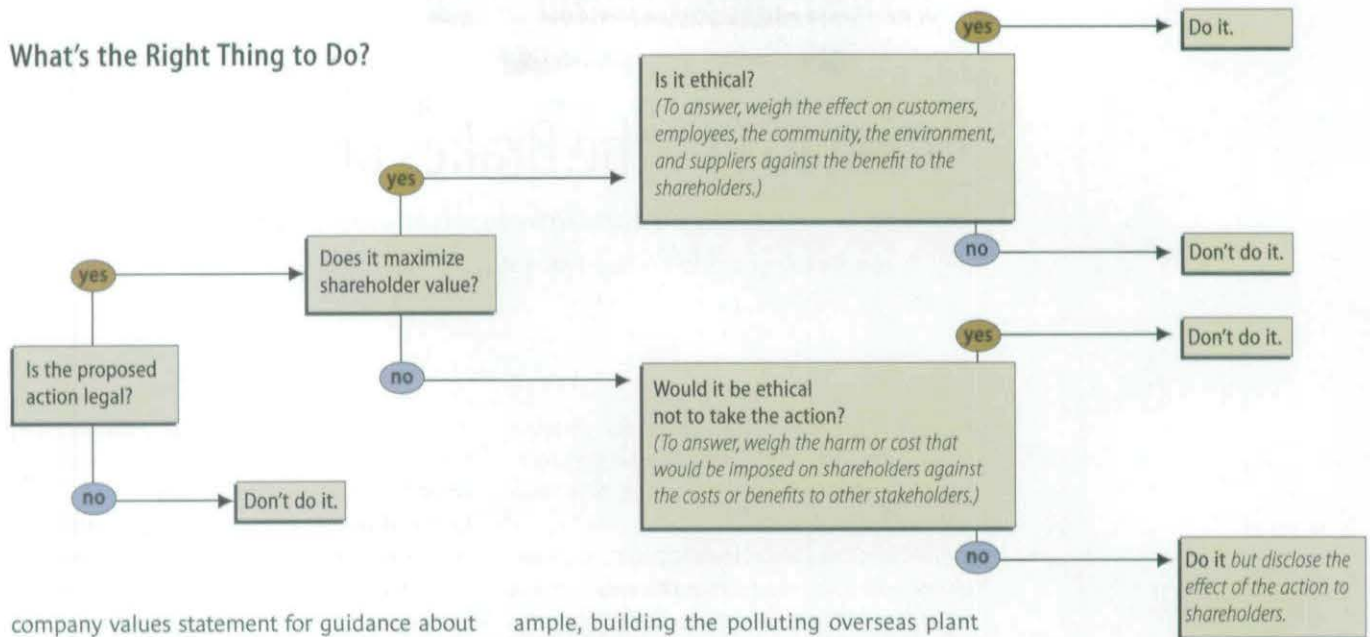 What's the Right Thing to Do?
Is the proposed
action legal?
yes
no
Don't do it.
Does it maximize
shareholder value?
yes
no
Is it ethical?
(To answer, weigh the effect on customers,
employees, the community, the environment,
and suppliers against the benefit to the
shareholders.)
yes
Do it.
no
Don't do it.
Would it be ethical
not to take the action?
(To answer, weigh the harm or cost that
would be imposed on shareholders against
the costs or benefits to other stakeholders.)
yes
Don't do it.
no
Do it but disclose the
effect of the action to
shareholders.
company values statement for guidance about
ample, building the polluting overseas plant